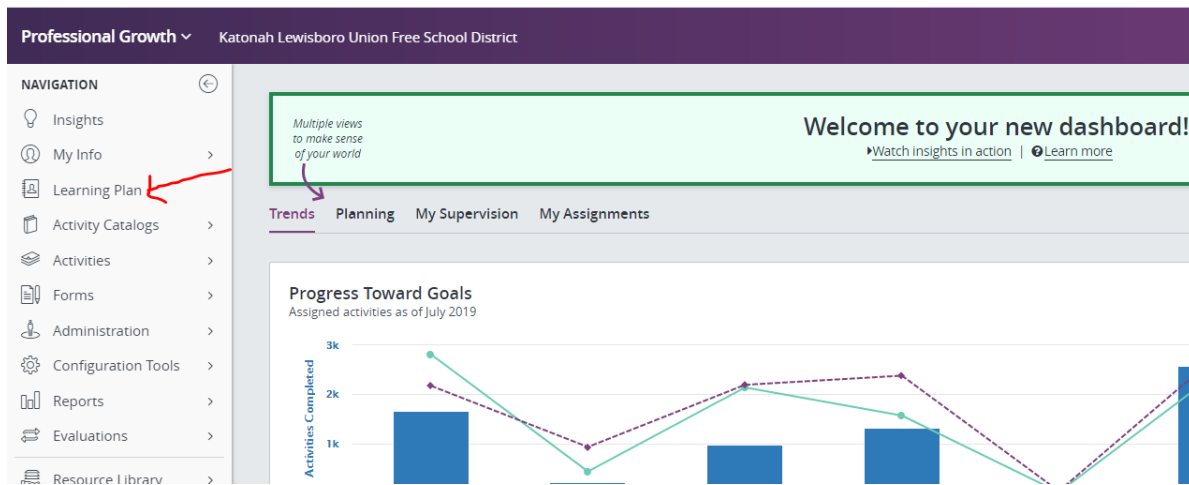 Professional Growth
Katonah Lewisboro Union Free School District
NAVIGATION
Insights
My Info
Learning Plan
Activity Catalogs
Activities
Forms
Administration
Configuration Tools
Reports
Evaluations
Resource Library
Multiple views
to make sense
of your world
Welcome to your new dashboard!
Watch insights in action | Learn more
Trends Planning My Supervision My Assignments
Progress Toward Goals
Assigned activities as of July 2019
Activities Completed
3k
2k
1k